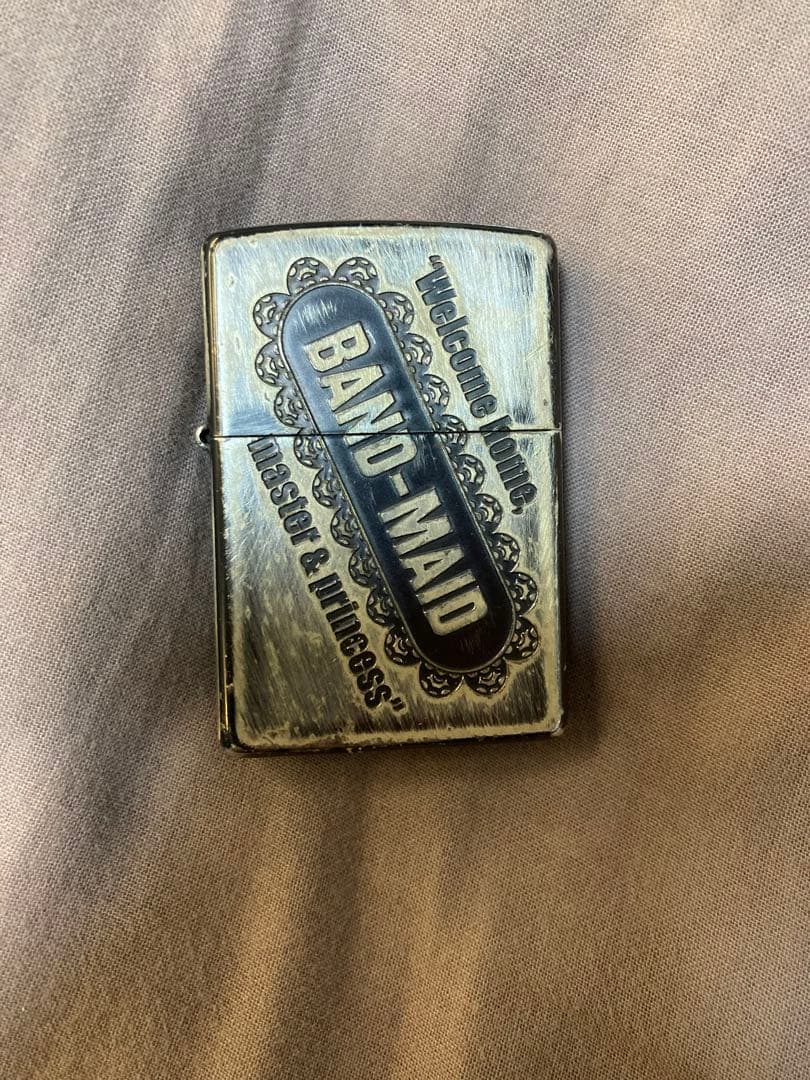 "Welcome home,
BAND-MAID
master & princess"